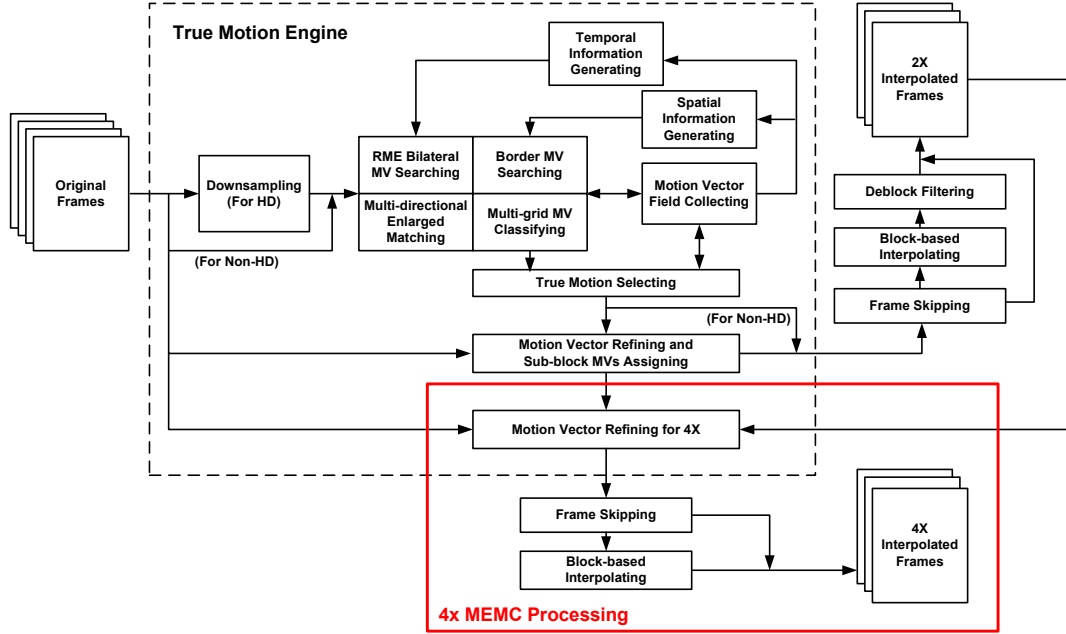 True Motion Engine
Temporal
Information
Generating
2X
Interpolated
Frames
Spatial
Information
Generating
Original
Frames
Downsampling
(For HD)
RME Bilateral
MV Searching
Border MV
Searching
Multi-directional
Enlarged
Matching
Multi-grid MV
Classifying
Motion Vector
Field Collecting
Deblock Filtering
(For Non-HD)
Block-based
Interpolating
True Motion Selecting
Frame Skipping
(For Non-HD)
Motion Vector Refining and
Sub-block MVs Assigning
Motion Vector Refining for 4X
Frame Skipping
4X
Interpolated
Frames
Block-based
Interpolating
4x MEMC Processing